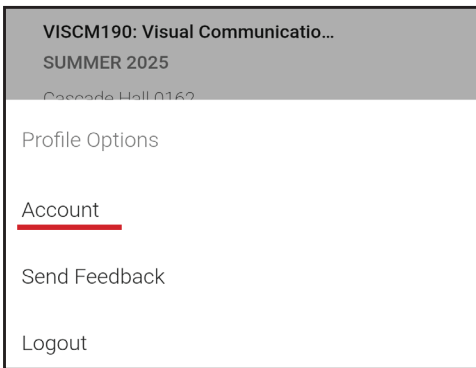 VISCM190: Visual Communicatio...
SUMMER 2025
Cascade Hall 0162
Profile Options
Account
Send Feedback
Logout